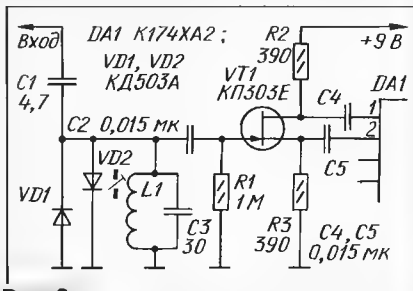 Вход
DA1 К174ХА2;
VD1, VD2
КД503А
R2
390
+9 В
C1
4,7
VT1
КП303Е
C4
DA1
1
2
C2 0,015 мк
VD2
L1
C5
VD1
C3
30
R1
1М
R3
390
C4, C5
0,015 мк